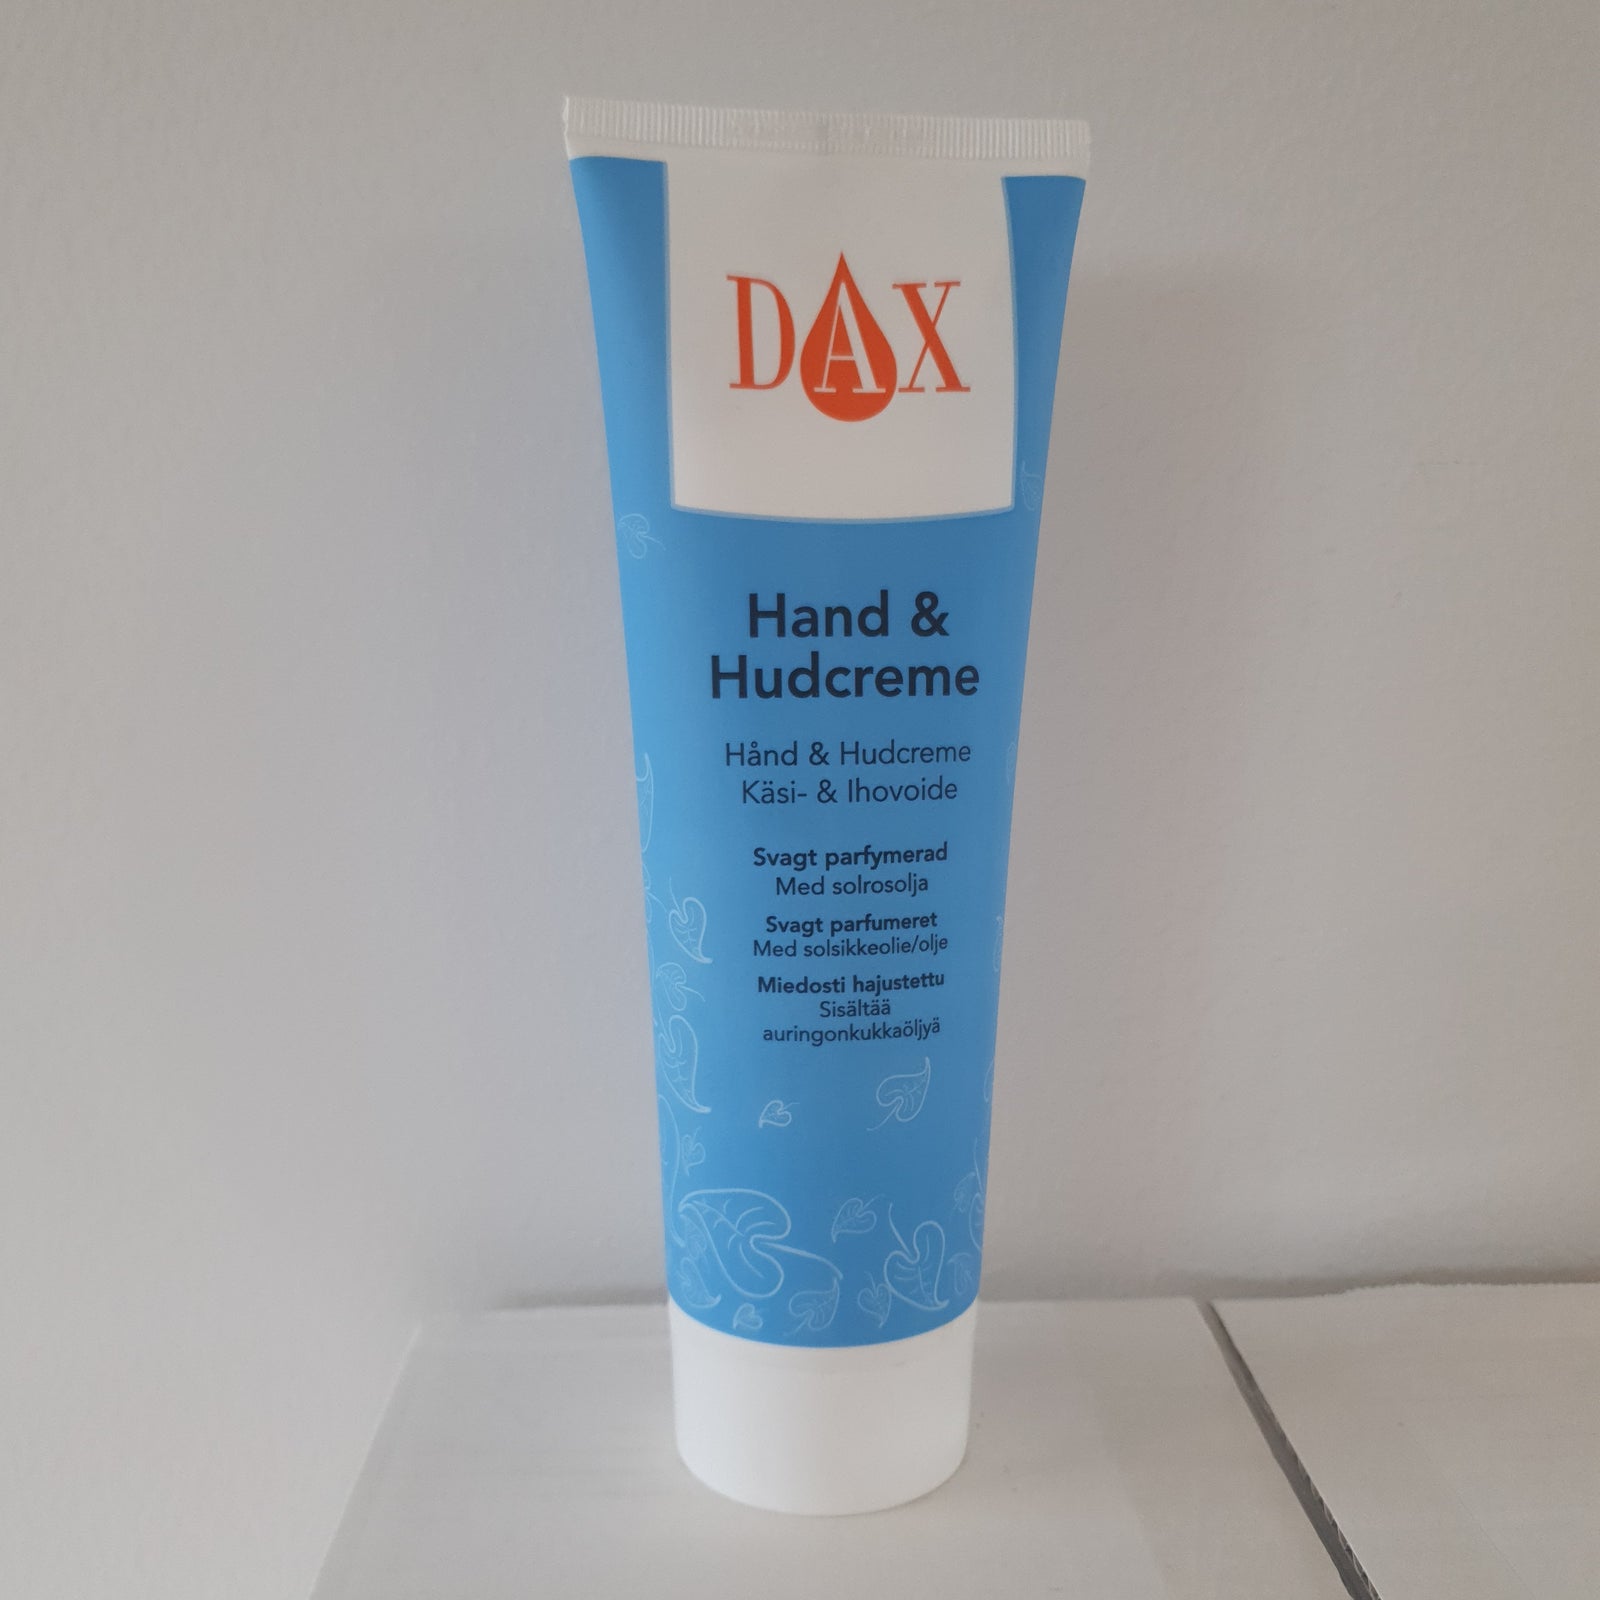 DAX
Hand &
Hudcreme
Hånd & Hudcreme
Käsi- & Ihovoide
Svagt parfymerad
Med solrosolja
Svagt parfumeret
Med solsikkeolie/olje
Miedosti hajustettu
Sisältää
auringonkukkaöljyä